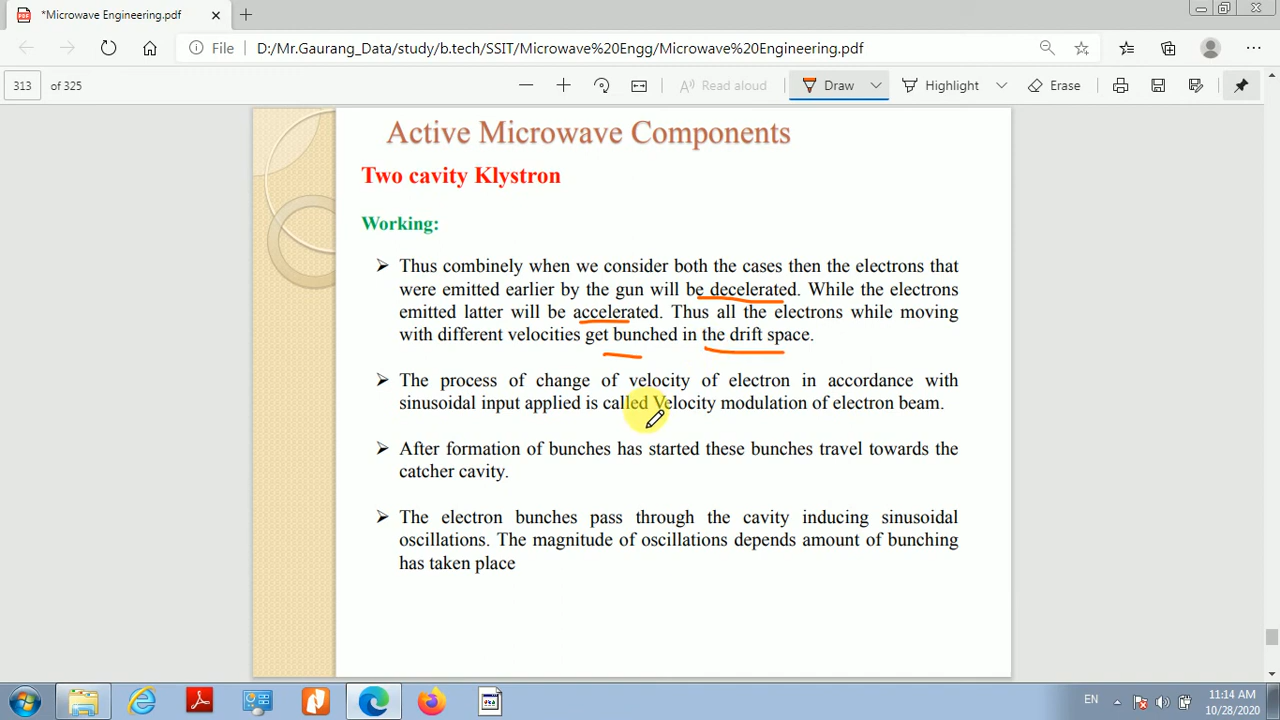 *Microwave Engineering.pdf
File
D:/Mr.Gaurang_Data/study/b.tech/SSIT/Microwave%20Engg/Microwave%20Engineering.pdf
313 of 325
Read aloud
Draw
Highlight
Erase
Active Microwave Components
Two cavity Klystron
Working:
➢ Thus combinely when we consider both the cases then the electrons that
were emitted earlier by the gun will be decelerated. While the electrons
emitted latter will be accelerated. Thus all the electrons while moving
with different velocities get bunched in the drift space.
➢ The process of change of velocity of electron in accordance with
sinusoidal input applied is called Velocity modulation of electron beam.
➢ After formation of bunches has started these bunches travel towards the
catcher cavity.
➢ The electron bunches pass through the cavity inducing sinusoidal
oscillations. The magnitude of oscillations depends amount of bunching
has taken place
EN
11:14 AM
10/28/2020